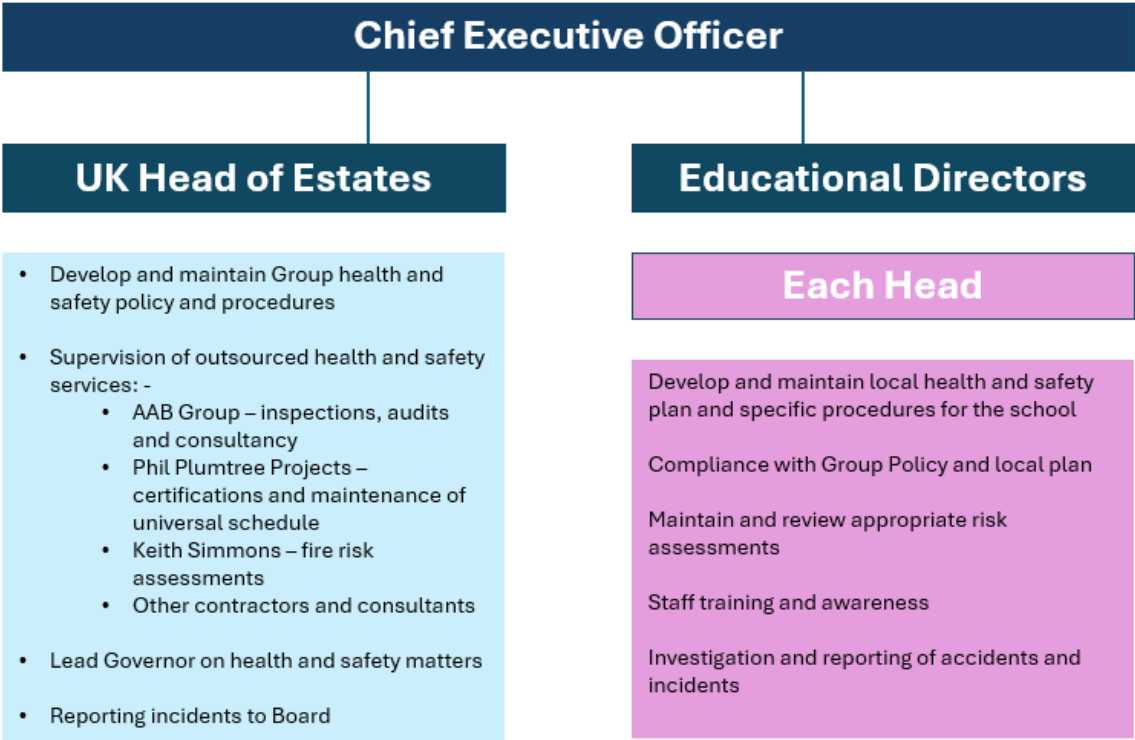 Chief Executive Officer
UK Head of Estates
• Develop and maintain Group health and
safety policy and procedures
• Supervision of outsourced health and safety
services: -
• AAB Group – inspections, audits
and consultancy
• Phil Plumtree Projects –
certifications and maintenance of
universal schedule
• Keith Simmons – fire risk
assessments
• Other contractors and consultants
• Lead Governor on health and safety matters
• Reporting incidents to Board
Educational Directors
Each Head
Develop and maintain local health and safety
plan and specific procedures for the school
Compliance with Group Policy and local plan
Maintain and review appropriate risk
assessments
Staff training and awareness
Investigation and reporting of accidents and
incidents